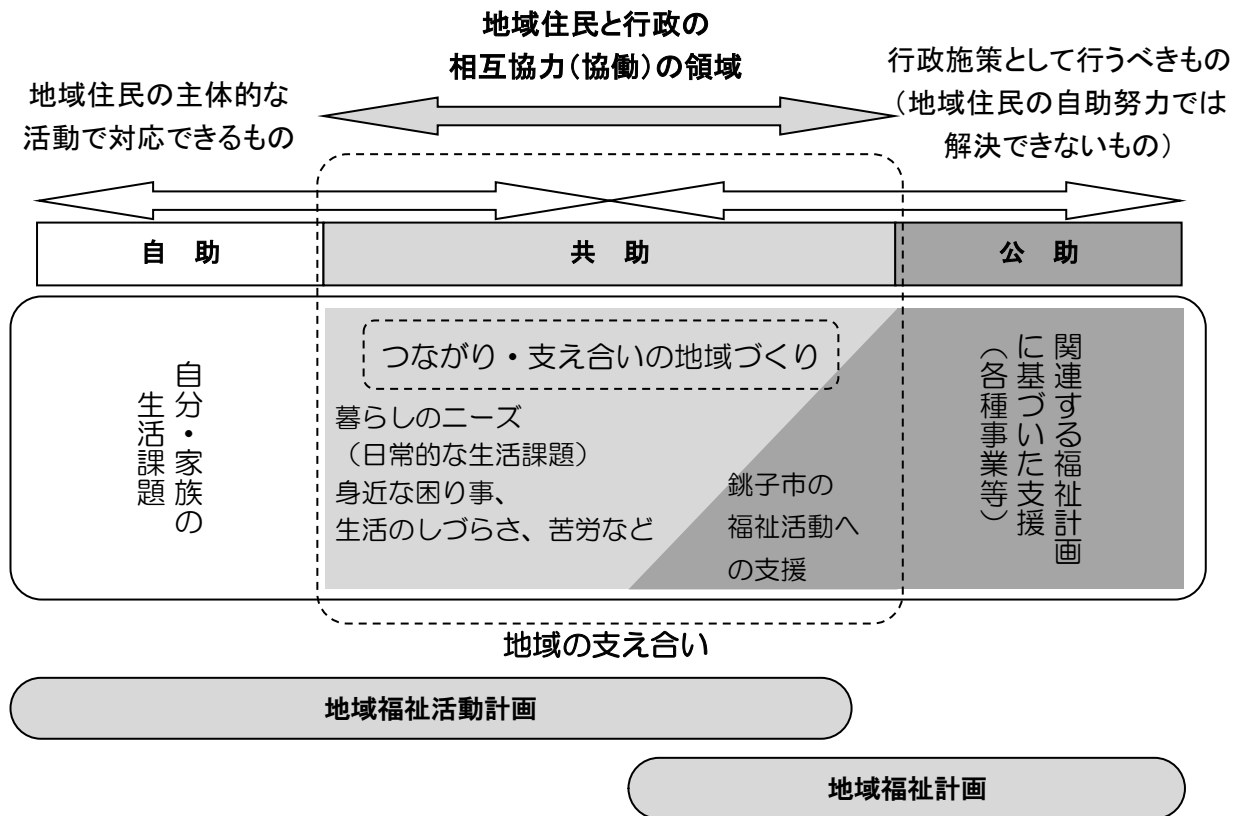 地域住民と行政の
相互協力（協働）の領域
地域住民の主体的な
活動で対応できるもの
行政施策として行うべきもの
（地域住民の自助努力では
解決できないもの）
自　助
共　助
公　助
自分・家族の
生活課題
つながり・支え合いの地域づくり
暮らしのニーズ
（日常的な生活課題）
身近な困り事、
生活のしづらさ、苦労など
銚子市の
福祉活動へ
の支援
関連する福祉計画
に基づいた支援
（各種事業等）
地域の支え合い
地域福祉活動計画
地域福祉計画